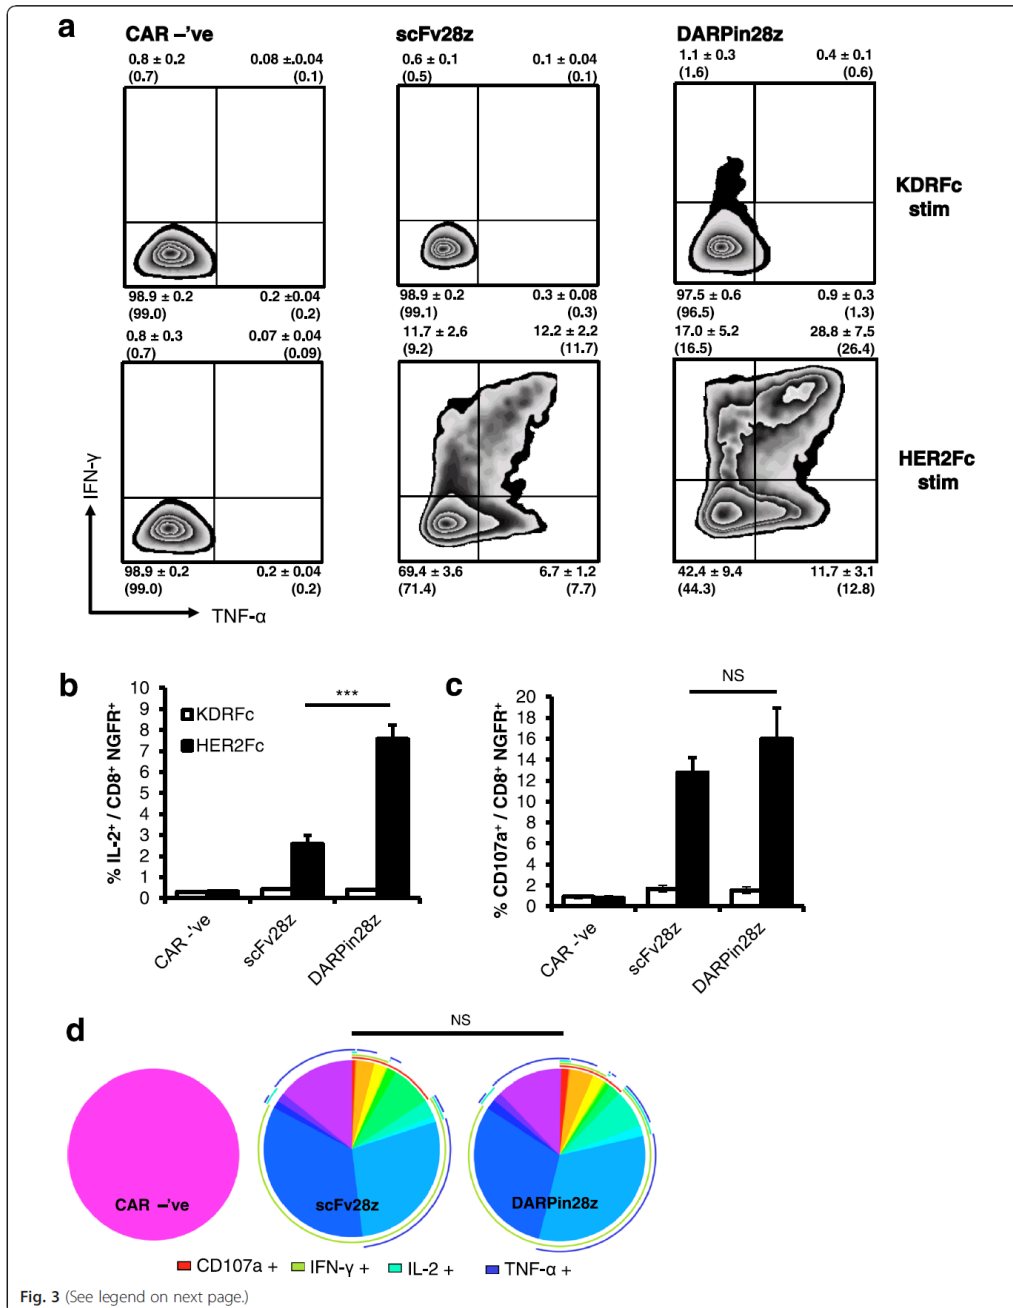 a
CAR –'ve scFv28z DARPin28z
0.8 ± 0.2 0.08 ±.0.04 0.6 ± 0.1 0.1 ± 0.04 1.1 ± 0.3 0.4 ± 0.1
(0.7) (0.1) (0.5) (0.1) (1.6) (0.6)
KDRFc
stim
98.9 ± 0.2 0.2 ±0.04 98.9 ± 0.2 0.3 ± 0.08 97.5 ± 0.6 0.9 ± 0.3
(99.0) (0.2) (99.1) (0.3) (96.5) (1.3)
0.8 ± 0.3 0.07 ± 0.04 11.7 ± 2.6 12.2 ± 2.2 17.0 ± 5.2 28.8 ± 7.5
(0.7) (0.09) (9.2) (11.7) (16.5) (26.4)
HER2Fc
stim
IFN-γ
98.9 ± 0.2 0.2 ± 0.04 69.4 ± 3.6 6.7 ± 1.2 42.4 ± 9.4 11.7 ± 3.1
(99.0) (0.2) (71.4) (7.7) (44.3) (12.8)
TNF-α
b
% IL-2⁺ / CD8⁺ NGFR⁺
10
9
8
7
6
5
4
3
2
1
0
KDRFc
HER2Fc
***
CAR -'ve scFv28z DARPin28z
c
% CD107a⁺ / CD8⁺ NGFR⁺
20
18
16
14
12
10
8
6
4
2
0
NS
CAR -'ve scFv28z DARPin28z
d
NS
CAR –'ve scFv28z DARPin28z
CD107a + IFN-γ + IL-2 + TNF-α +
Fig. 3 (See legend on next page.)